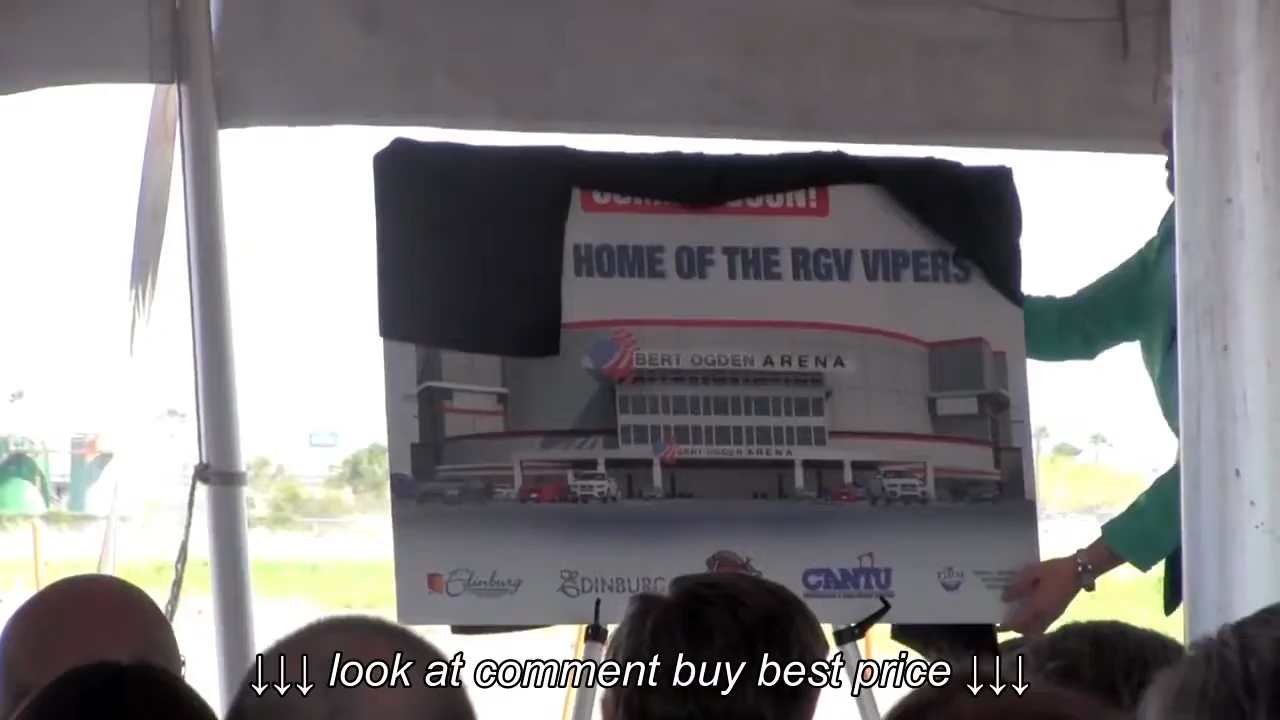 HOME OF THE RGV VIPERS
BERT OGDEN ARENA
BERT OGDEN ARENA
Edinburg
EDINBURG
CANTU
↓↓↓ look at comment buy best price ↓↓↓